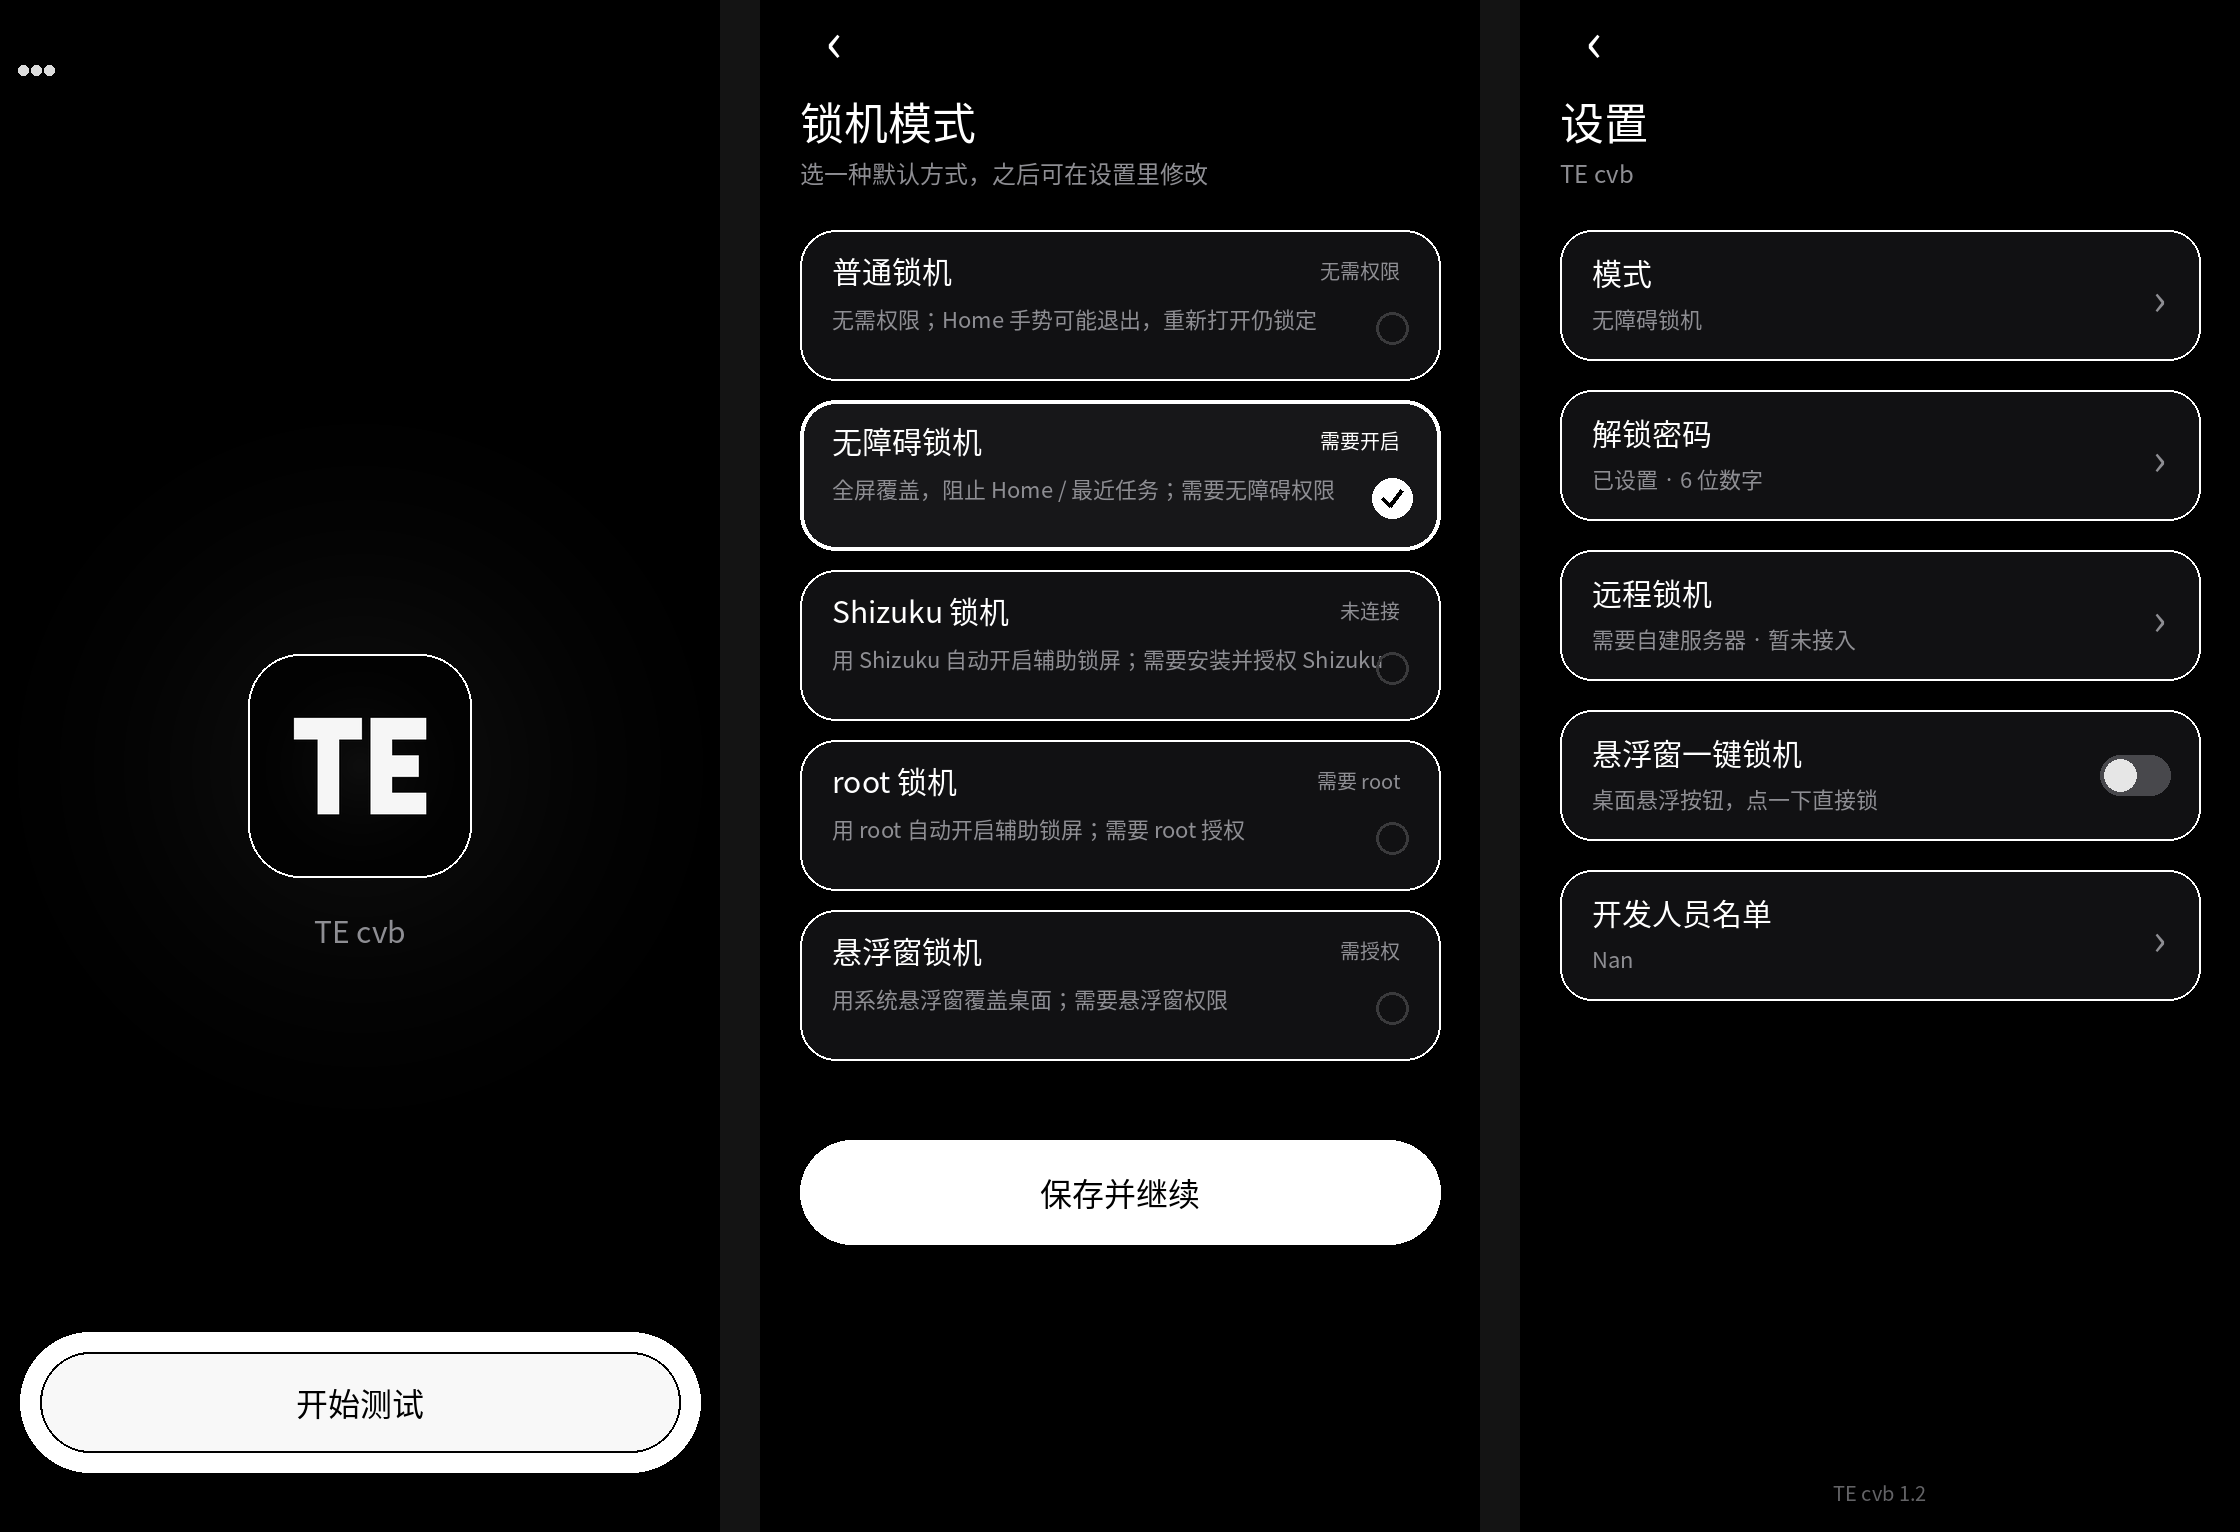 TE
TE cvb
开始测试
锁机模式
选一种默认方式，之后可在设置里修改
普通锁机
无需权限
无需权限；Home 手势可能退出，重新打开仍锁定
无障碍锁机
需要开启
全屏覆盖，阻止 Home / 最近任务；需要无障碍权限
Shizuku 锁机
未连接
用 Shizuku 自动开启辅助锁屏；需要安装并授权 Shizuku
root 锁机
需要 root
用 root 自动开启辅助锁屏；需要 root 授权
悬浮窗锁机
需授权
用系统悬浮窗覆盖桌面；需要悬浮窗权限
保存并继续
设置
TE cvb
模式
无障碍锁机
解锁密码
已设置 · 6 位数字
远程锁机
需要自建服务器 · 暂未接入
悬浮窗一键锁机
桌面悬浮按钮，点一下直接锁
开发人员名单
Nan
TE cvb 1.2